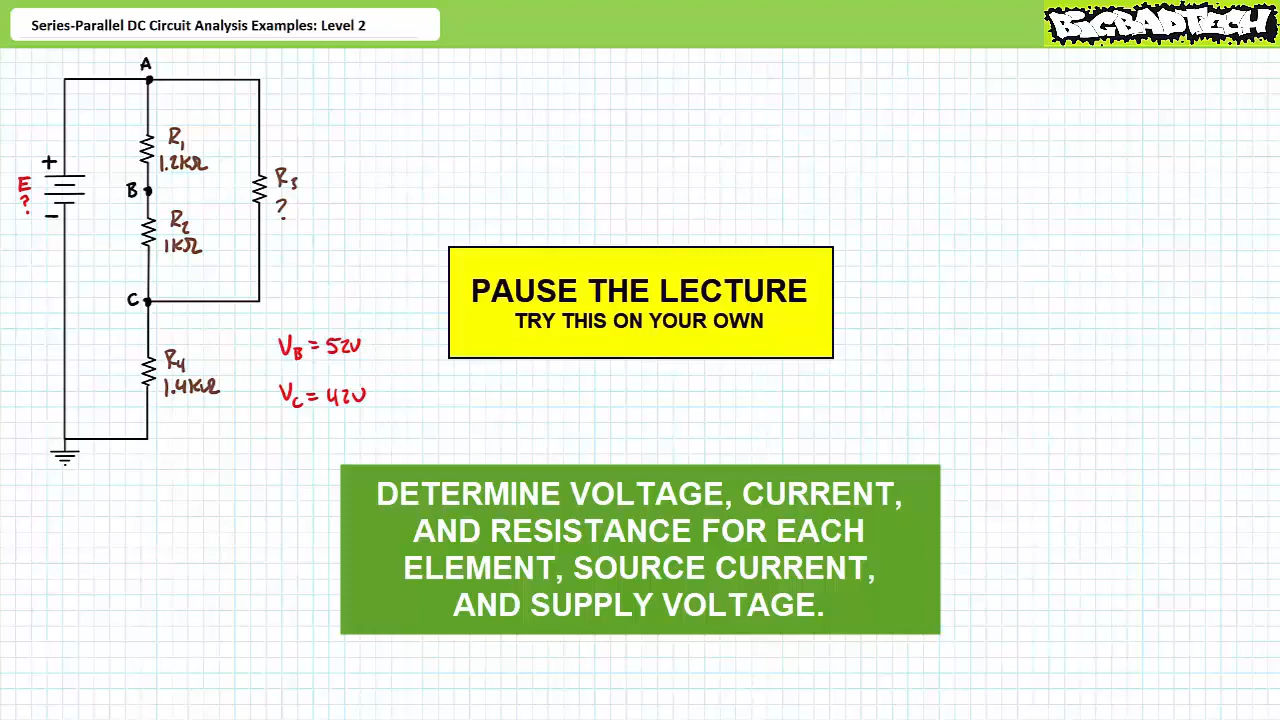 Series-Parallel DC Circuit Analysis Examples: Level 2
BIGBADTECH
A
+
R1
1.2KΩ
E
?
B
R3
?
−
R2
1KΩ
C
VB = 52V
R4
1.4KΩ
VC = 42V
PAUSE THE LECTURE
TRY THIS ON YOUR OWN
DETERMINE VOLTAGE, CURRENT,
AND RESISTANCE FOR EACH
ELEMENT, SOURCE CURRENT,
AND SUPPLY VOLTAGE.